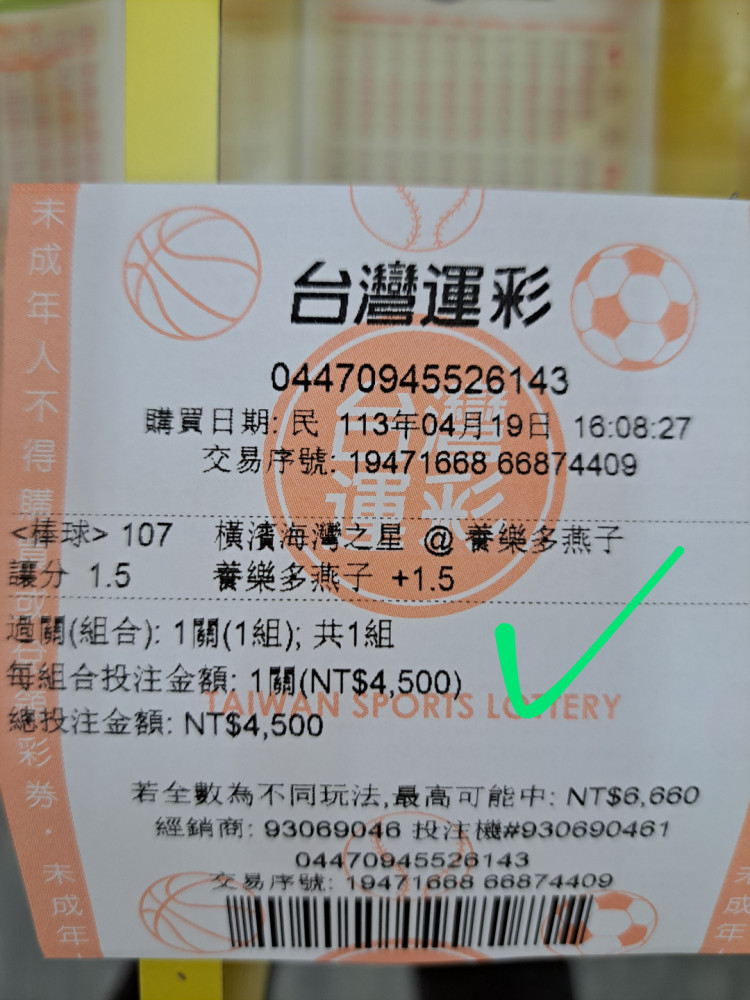 台灣運彩
04470945526143
購買日期: 民 113年04月19日 16:08:27
交易序號: 19471668 66874409
<棒球> 107 橫濱海灣之星 @ 養樂多燕子
讓分 1.5 養樂多燕子 +1.5
過關(組合): 1關(1組); 共1組
每組合投注金額: 1關(NT$4,500)
TAIWAN SPORTS LOTTERY
總投注金額: NT$4,500
若全數為不同玩法,最高可能中: NT$6,660
經銷商: 93069046 投注機#930690461
04470945526143
交易序號: 19471668 66874409
台灣運彩
未成年人不得購買
彩券·未成年
未成年